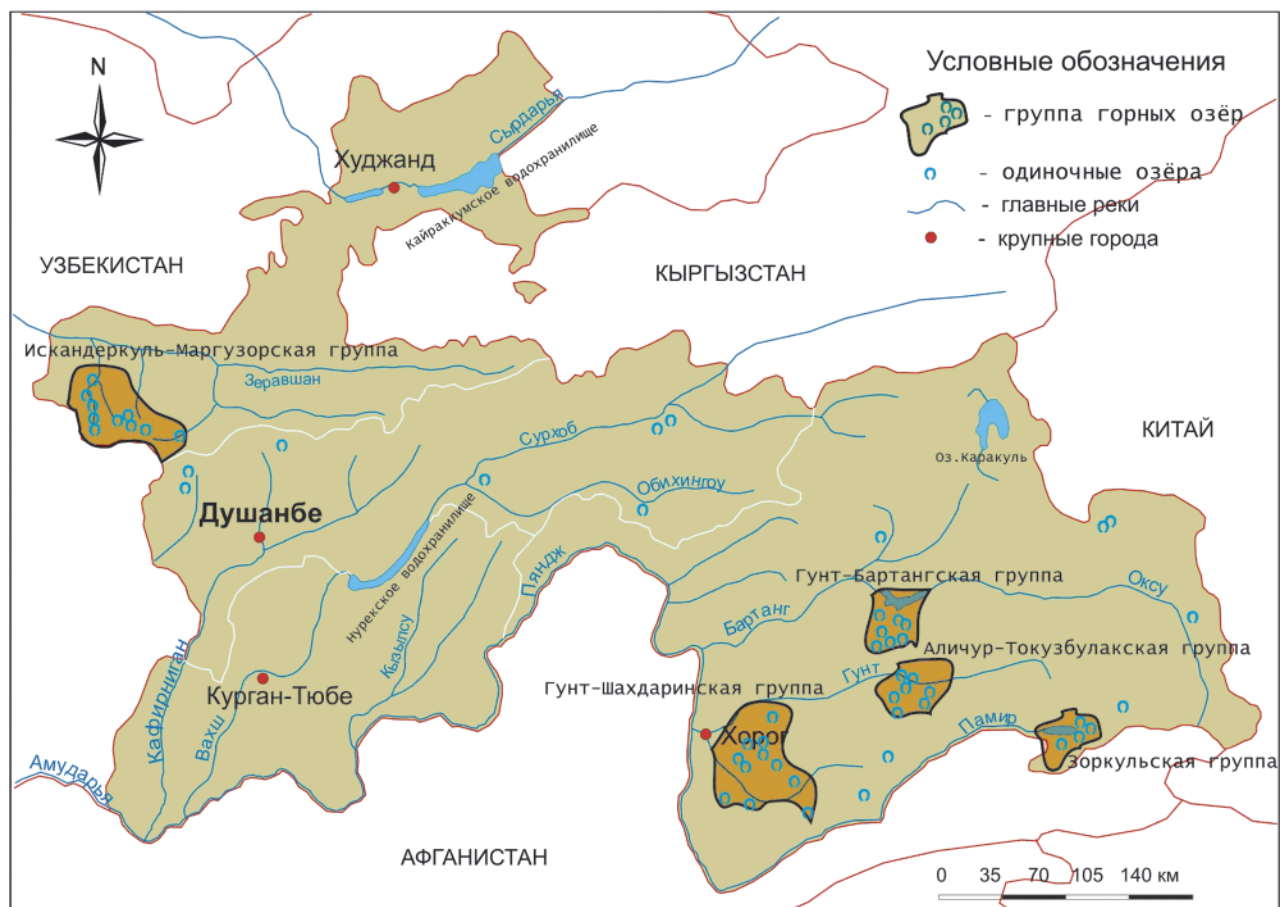 N
Условные обозначения
- группа горных озёр
- одиночные озёра
- главные реки
- крупные города
Сырдарья
Худжанд
Кайраккумское водохранилище
УЗБЕКИСТАН
КЫРГЫЗСТАН
Искандеркуль-Маргузорская группа
Зеравшан
КИТАЙ
Сурхоб
Оз.Каракуль
Обихингоу
Душанбе
Нурекское водохранилище
Пяндж
Гунт-Бартангская группа
Оксу
Бартанг
Кызылсу
Аличур-Токузбулакская группа
Гунт
Гунт-Шахдаринская группа
Курган-Тюбе
Кафирниган
Вахш
Памир
Хорог
Зоркульская группа
Амударья
АФГАНИСТАН
0 35 70 105 140 км